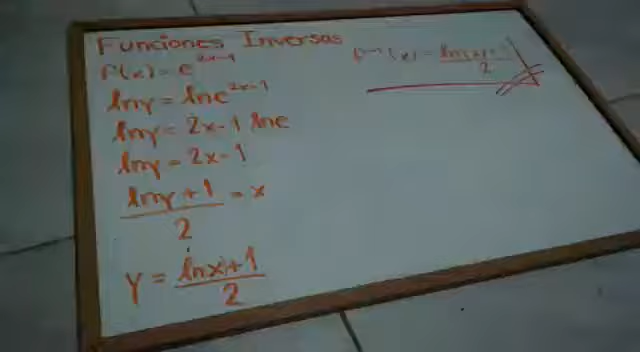 Funciones Inversas
f(x) = e^2x-1
lny = lne^2x-1
lny = 2x-1 lne
lny = 2x-1
lny + 1 / 2 = x
y = lnx + 1 / 2
f^-1(x) = lnx + 1 / 2